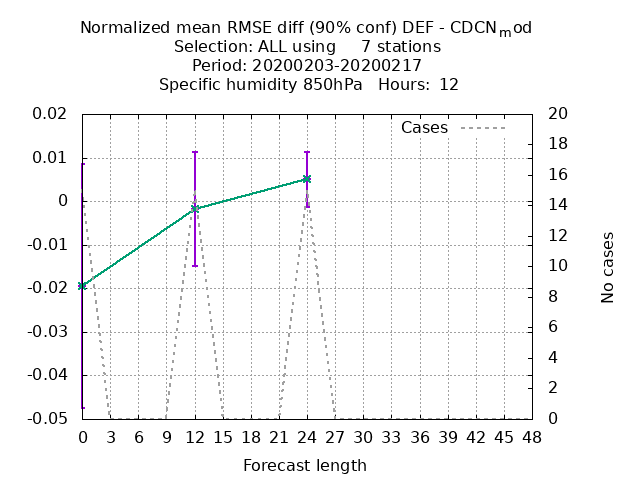 Normalized mean RMSE diff (90% conf) DEF - CDCN_mod
Selection: ALL using     7 stations
Period: 20200203-20200217
Specific humidity 850hPa   Hours:  12
Cases
0.02
0.01
0
-0.01
-0.02
-0.03
-0.04
-0.05
20
18
16
14
12
10
8
6
4
2
0
No cases
0 3 6 9 12 15 18 21 24 27 30 33 36 39 42 45 48
Forecast length